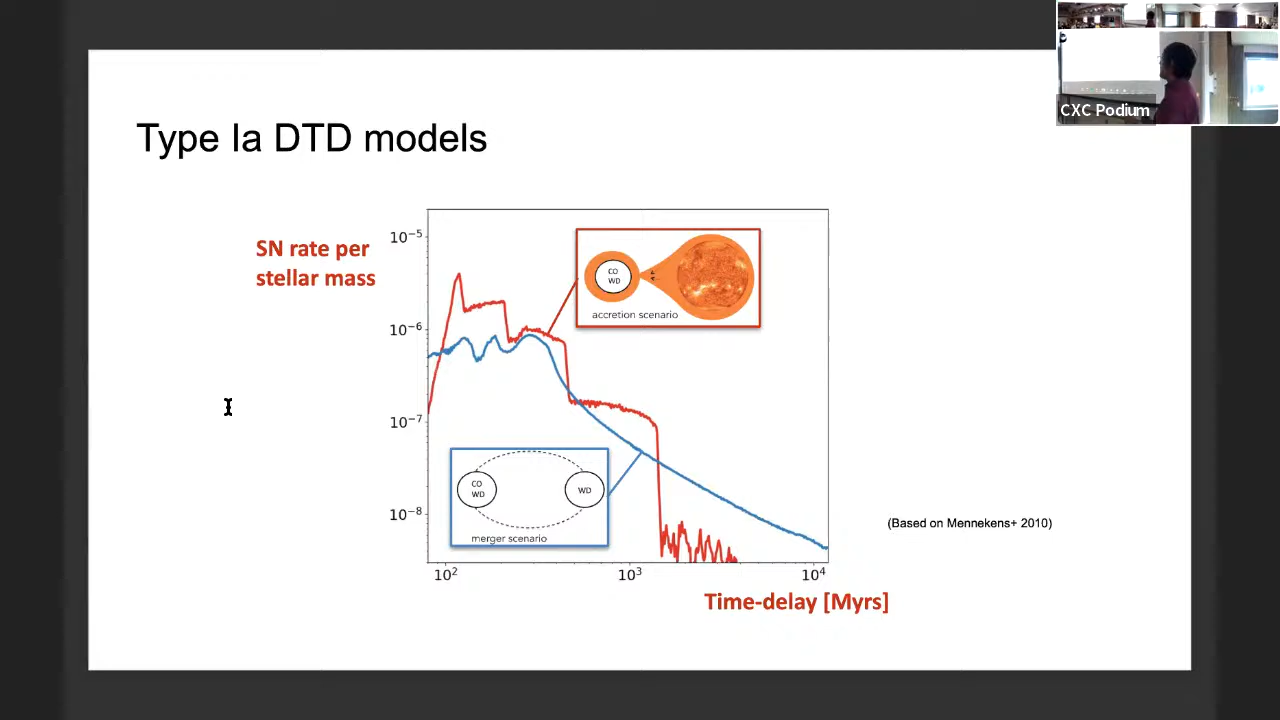 CXC Podium
Type Ia DTD models
SN rate per
stellar mass
10⁻⁵
10⁻⁶
10⁻⁷
10⁻⁸
CO
WD
accretion scenario
CO
WD
WD
merger scenario
(Based on Mennekens+ 2010)
10²
10³
10⁴
Time-delay [Myrs]